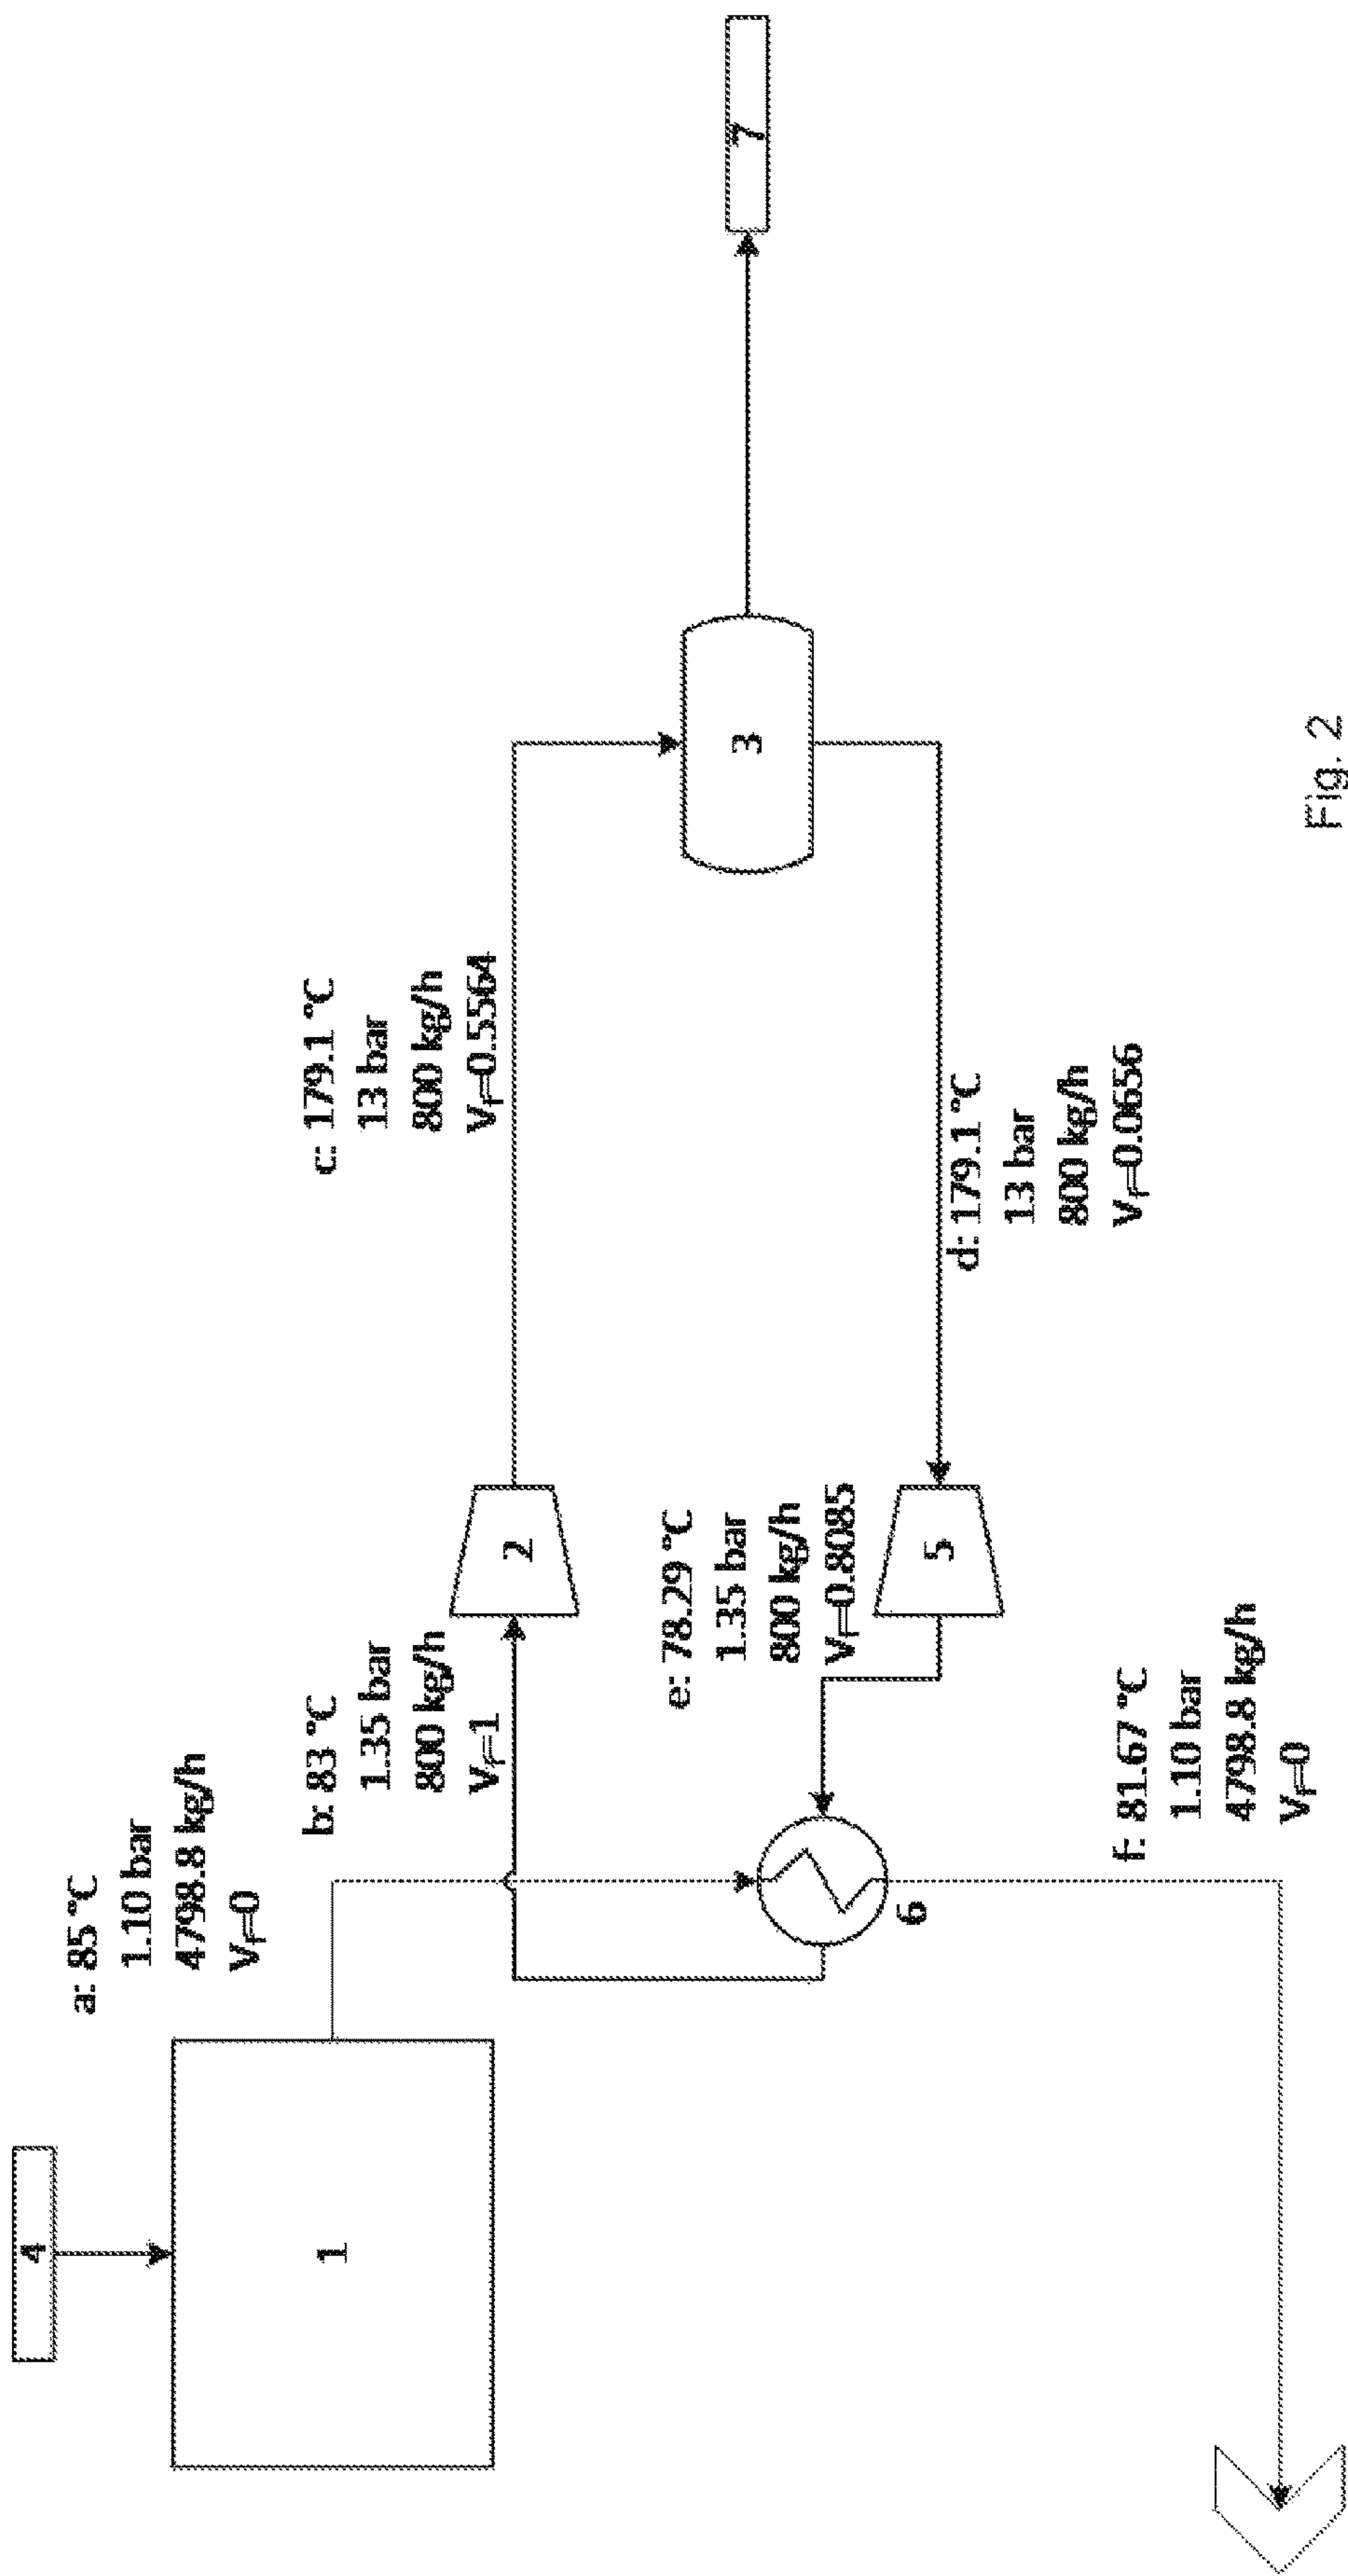 4
1
a: 85 °C
1.10 bar
4798.8 kg/h
Vf=0
b: 83 °C
1.35 bar
800 kg/h
Vf=1
2
c: 179.1 °C
13 bar
800 kg/h
Vf=0.5564
3
7
d: 179.1 °C
13 bar
800 kg/h
Vf=0.0656
5
e: 78.29 °C
1.35 bar
800 kg/h
Vf=0.8085
6
f: 81.67 °C
1.10 bar
4798.8 kg/h
Vf=0
Fig. 2